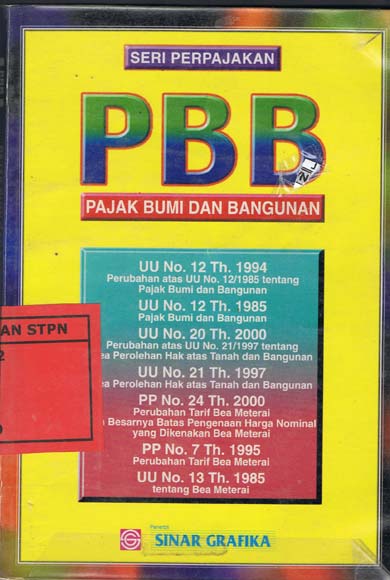 SERI PERPAJAKAN
PBB
PAJAK BUMI DAN BANGUNAN
UU No. 12 Th. 1994
Perubahan atas UU No. 12/1985 tentang
Pajak Bumi dan Bangunan
UU No. 12 Th. 1985
Pajak Bumi dan Bangunan
UU No. 20 Th. 2000
Perubahan atas UU No. 21/1997 tentang
ea Perolehan Hak atas Tanah dan Bangunan
UU No. 21 Th. 1997
ea Perolehan Hak atas Tanah dan Bangunan
PP No. 24 Th. 2000
Perubahan Tarif Bea Meterai
Besarnya Batas Pengenaan Harga Nominal
yang Dikenakan Bea Meterai
PP No. 7 Th. 1995
Perubahan Tarif Bea Meterai
UU No. 13 Th. 1985
tentang Bea Meterai
AN STPN
2
Penerbit
SINAR GRAFIKA